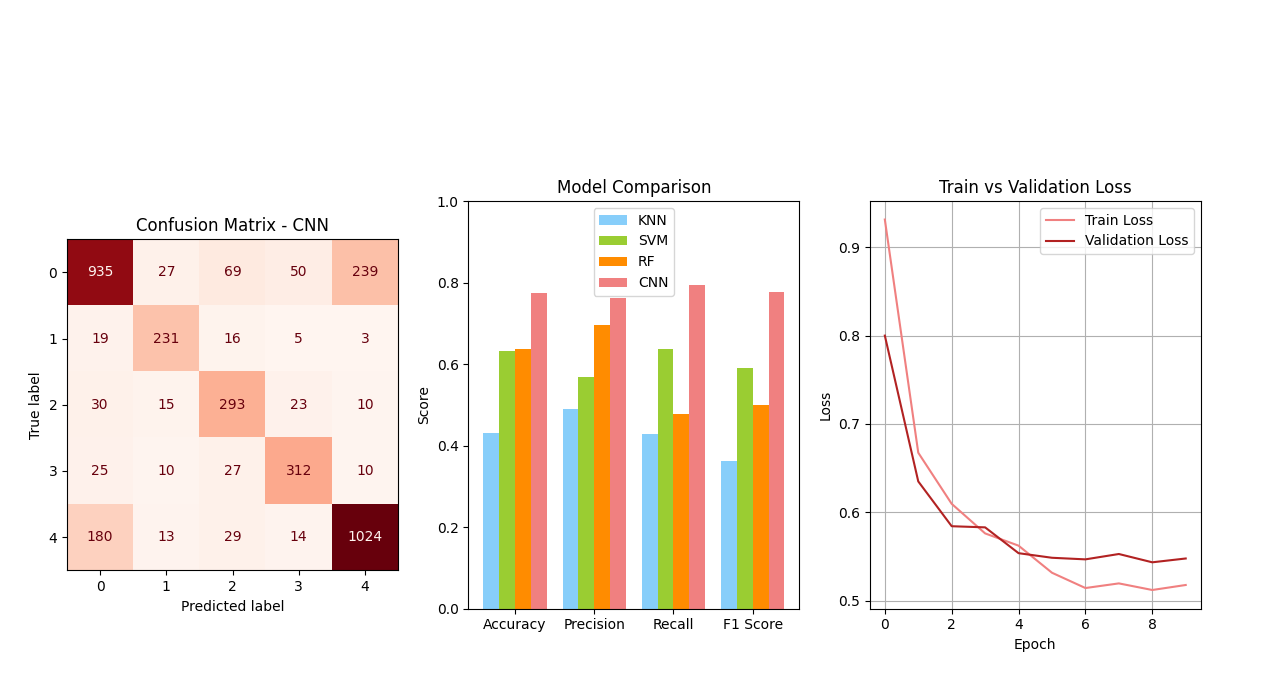 Confusion Matrix - CNN
True label
0 935 27 69 50 239
1 19 231 16 5 3
2 30 15 293 23 10
3 25 10 27 312 10
4 180 13 29 14 1024
0 1 2 3 4
Predicted label
Model Comparison
Score
1.0
0.8
0.6
0.4
0.2
0.0
KNN
SVM
RF
CNN
Accuracy Precision Recall F1 Score
Train vs Validation Loss
Loss
0.9
0.8
0.7
0.6
0.5
Train Loss
Validation Loss
0 2 4 6 8
Epoch